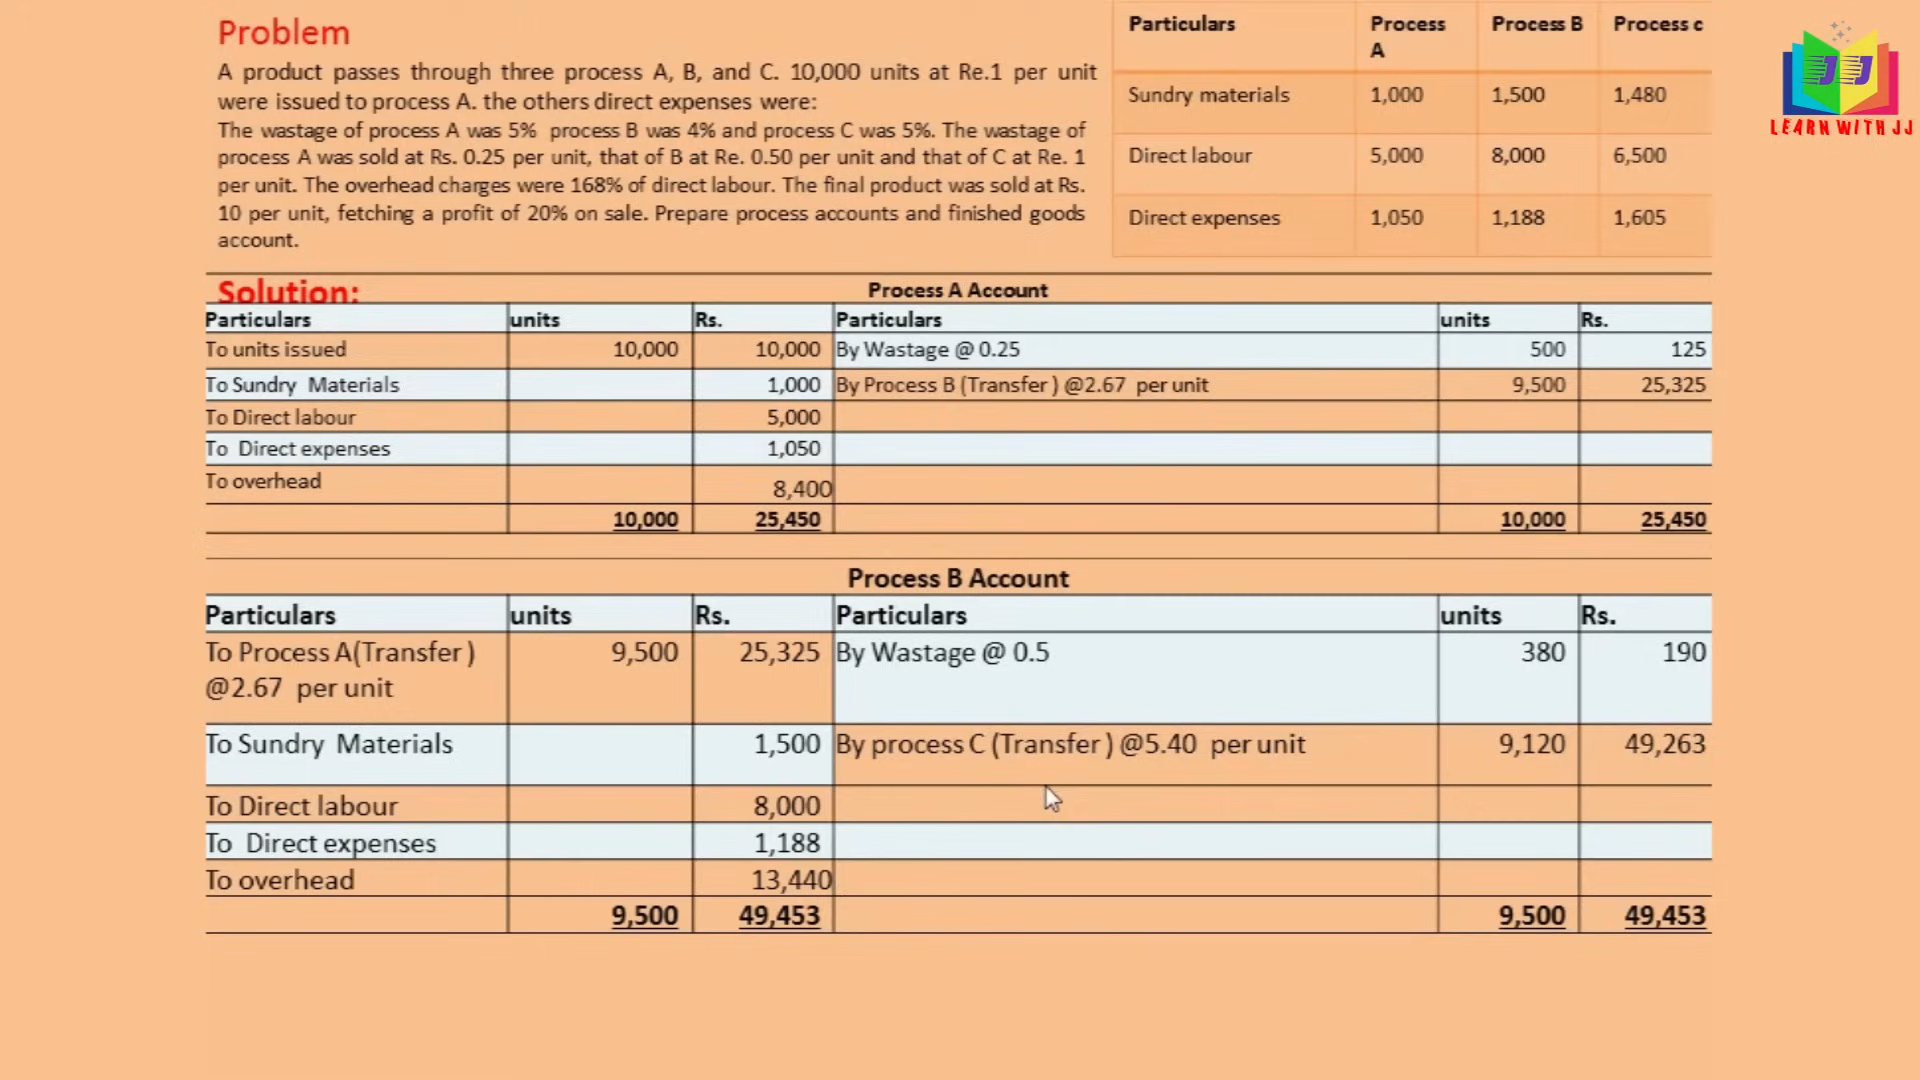 Problem
A product passes through three process A, B, and C. 10,000 units at Re.1 per unit
were issued to process A. the others direct expenses were:
The wastage of process A was 5% process B was 4% and process C was 5%. The wastage of
process A was sold at Rs. 0.25 per unit, that of B at Re. 0.50 per unit and that of C at Re. 1
per unit. The overhead charges were 168% of direct labour. The final product was sold at Rs.
10 per unit, fetching a profit of 20% on sale. Prepare process accounts and finished goods
account.
Particulars Process A Process B Process c
Sundry materials 1,000 1,500 1,480
Direct labour 5,000 8,000 6,500
Direct expenses 1,050 1,188 1,605
JJ
LEARN WITH JJ
Solution:
Process A Account
Particulars units Rs. Particulars units Rs.
To units issued 10,000 10,000 By Wastage @ 0.25 500 125
To Sundry Materials 1,000 By Process B (Transfer ) @2.67 per unit 9,500 25,325
To Direct labour 5,000
To Direct expenses 1,050
To overhead 8,400
10,000 25,450 10,000 25,450
Process B Account
Particulars units Rs. Particulars units Rs.
To Process A(Transfer ) 9,500 25,325 By Wastage @ 0.5 380 190
@2.67 per unit
To Sundry Materials 1,500 By process C (Transfer ) @5.40 per unit 9,120 49,263
To Direct labour 8,000
To Direct expenses 1,188
To overhead 13,440
9,500 49,453 9,500 49,453